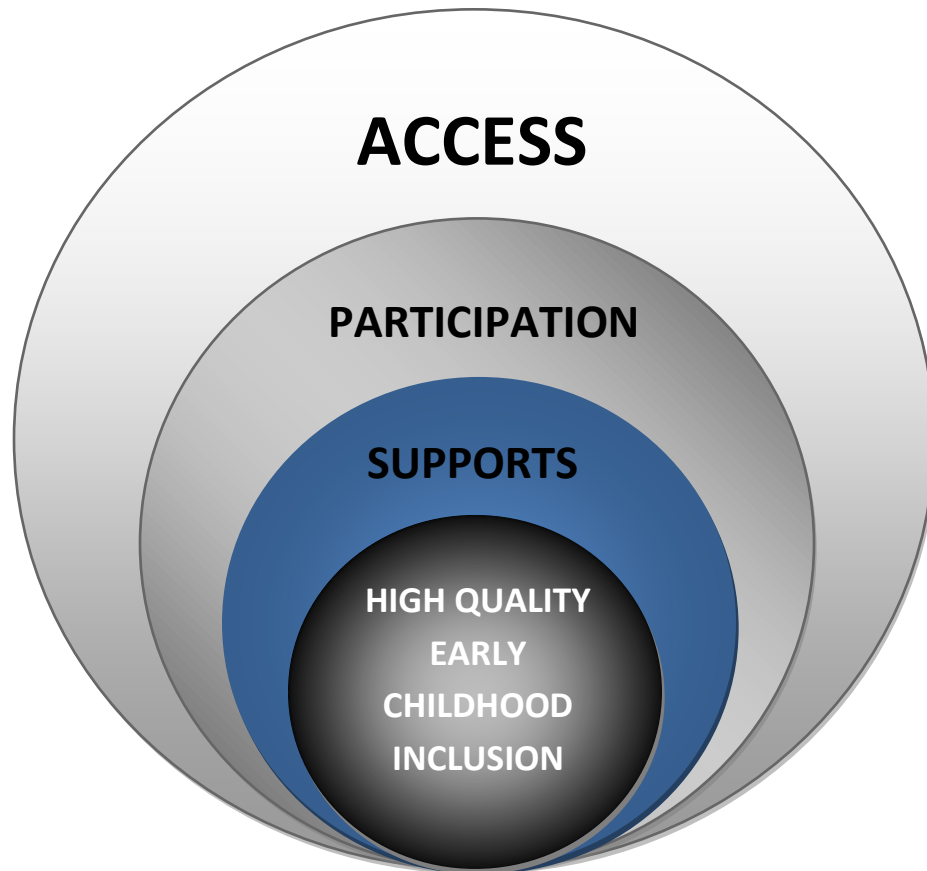 ACCESS
PARTICIPATION
SUPPORTS
HIGH QUALITY
EARLY
CHILDHOOD
INCLUSION